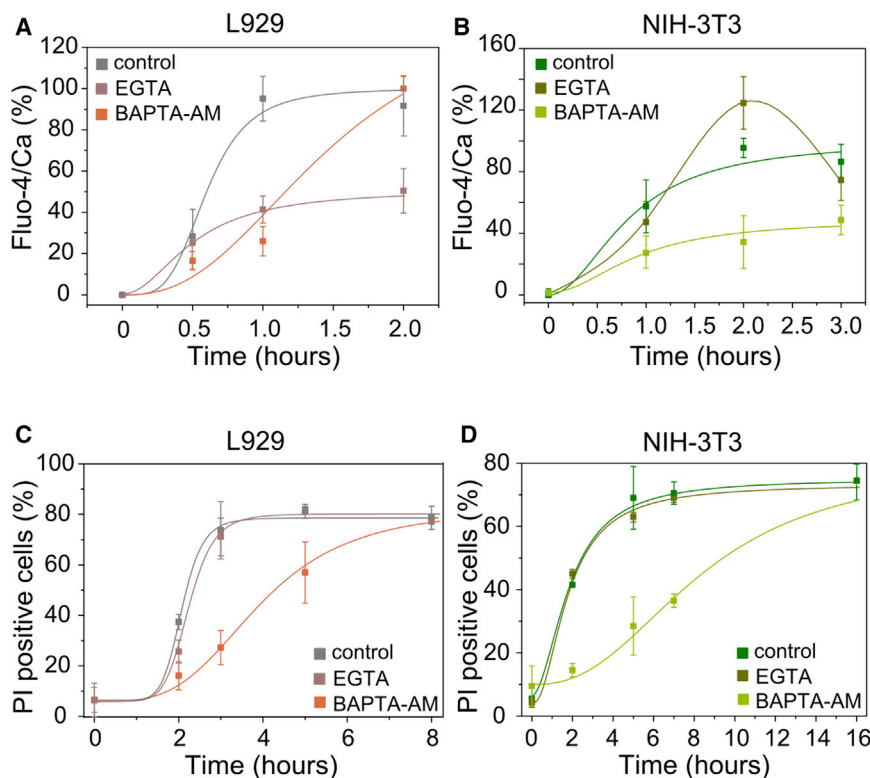 A
L929
Fluo-4/Ca (%)
120
100
80
60
40
20
0
control
EGTA
BAPTA-AM
0
0.5
1.0
2.0
Time (hours)
B
NIH-3T3
Fluo-4/Ca (%)
160
120
80
40
0
control
EGTA
BAPTA-AM
0
0.5
1.0
2.0
2.5
3.0
Time (hours)
C
L929
PI positive cells (%)
100
80
60
40
20
0
control
EGTA
BAPTA-AM
0
2
4
6
8
Time (hours)
D
NIH-3T3
PI positive cells (%)
80
60
40
20
0
control
EGTA
BAPTA-AM
0
2
4
6
8
10
12
14
16
Time (hours)